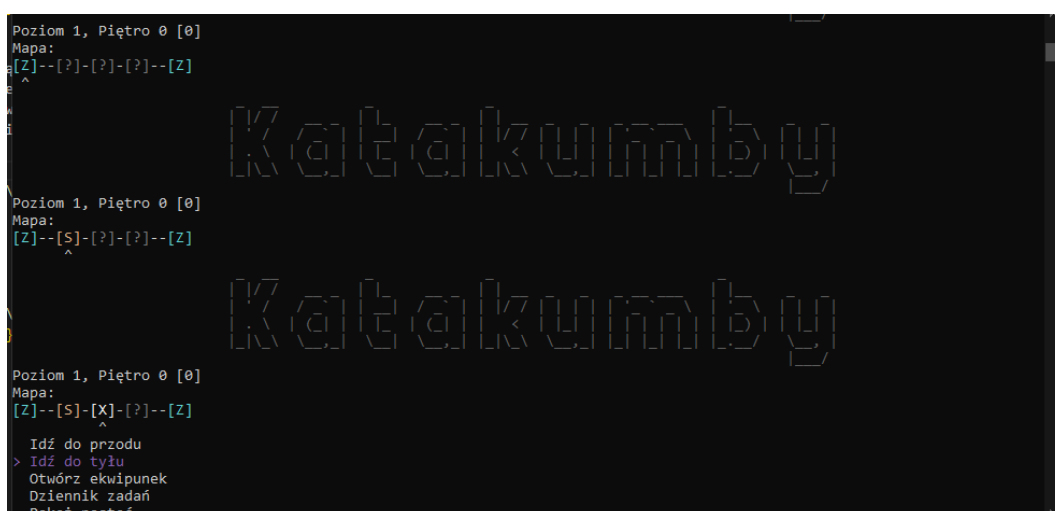 Poziom 1, Piętro 0 [0]
Mapa:
[Z]--[?]-[?]-[?]--[Z]
^
Katakumby
Poziom 1, Piętro 0 [0]
Mapa:
[Z]--[S]-[?]-[?]--[Z]
^
Katakumby
Poziom 1, Piętro 0 [0]
Mapa:
[Z]--[S]-[X]-[?]--[Z]
^
Idź do przodu
> Idź do tyłu
Otwórz ekwipunek
Dziennik zadań